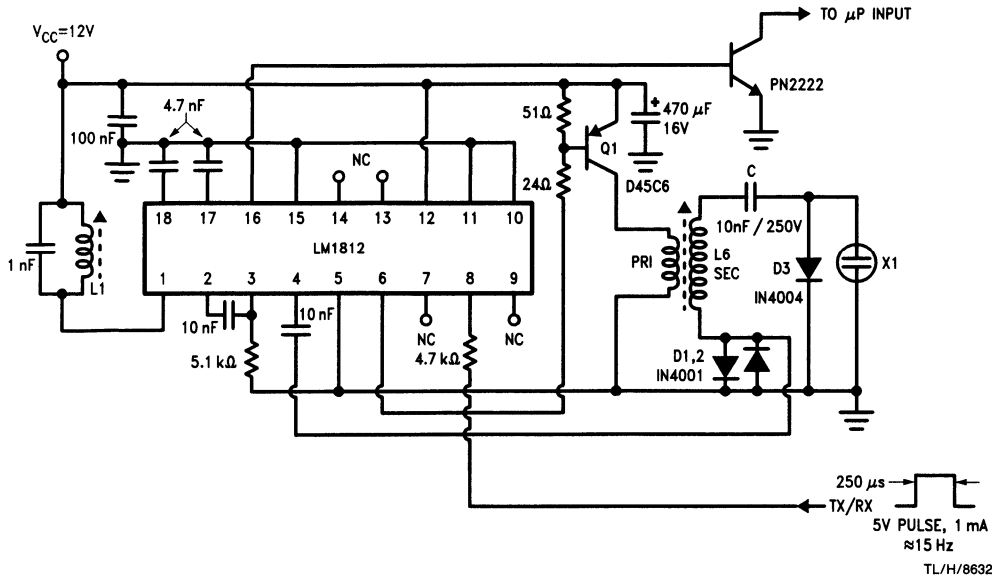 TO μP INPUT
VCC=12V
PN2222
4.7 nF
100 nF
51Ω
+ 470 μF
16V
NC
Q1
24Ω
D45C6
C
10nF/250V
18 17 16 15 14 13 12 11 10
LM1812
1 2 3 4 5 6 7 8 9
1 nF
L1
PRI
L6
SEC
D3
IN4004
X1
10 nF
10 nF
NC
NC
5.1 kΩ
4.7 kΩ
D1,2
IN4001
250 μs
TX/RX
5V PULSE, 1 mA
≈15 Hz
TL/H/8632